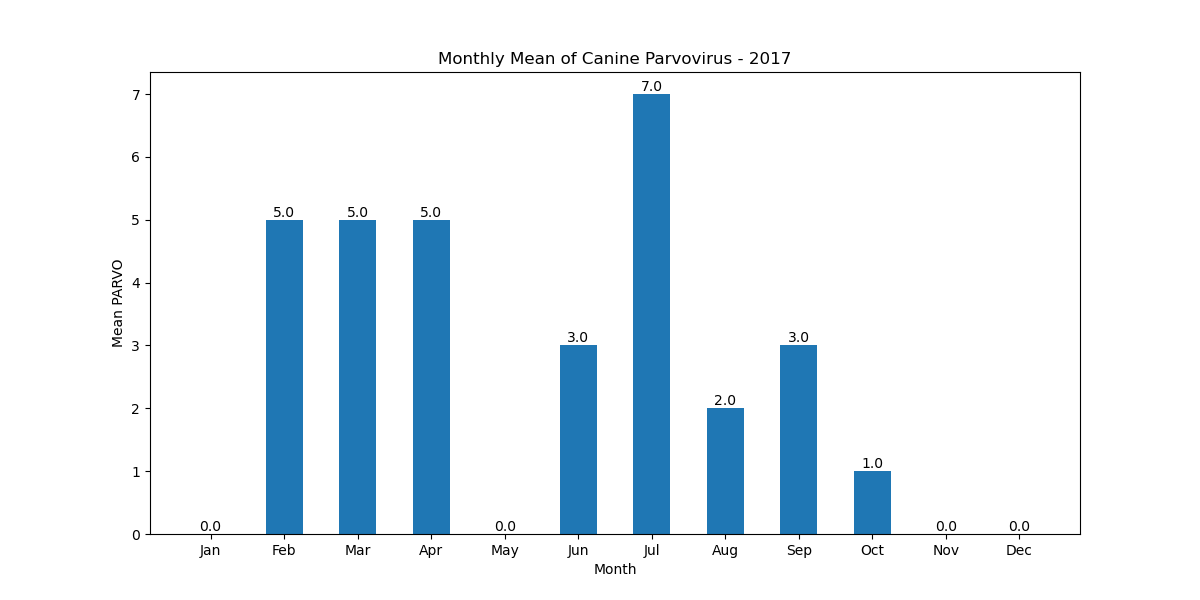 Monthly Mean of Canine Parvovirus - 2017
Mean PARVO
7
6
5
4
3
2
1
0
0.0
5.0
5.0
5.0
0.0
3.0
7.0
2.0
3.0
1.0
0.0
0.0
Jan
Feb
Mar
Apr
May
Jun
Jul
Aug
Sep
Oct
Nov
Dec
Month